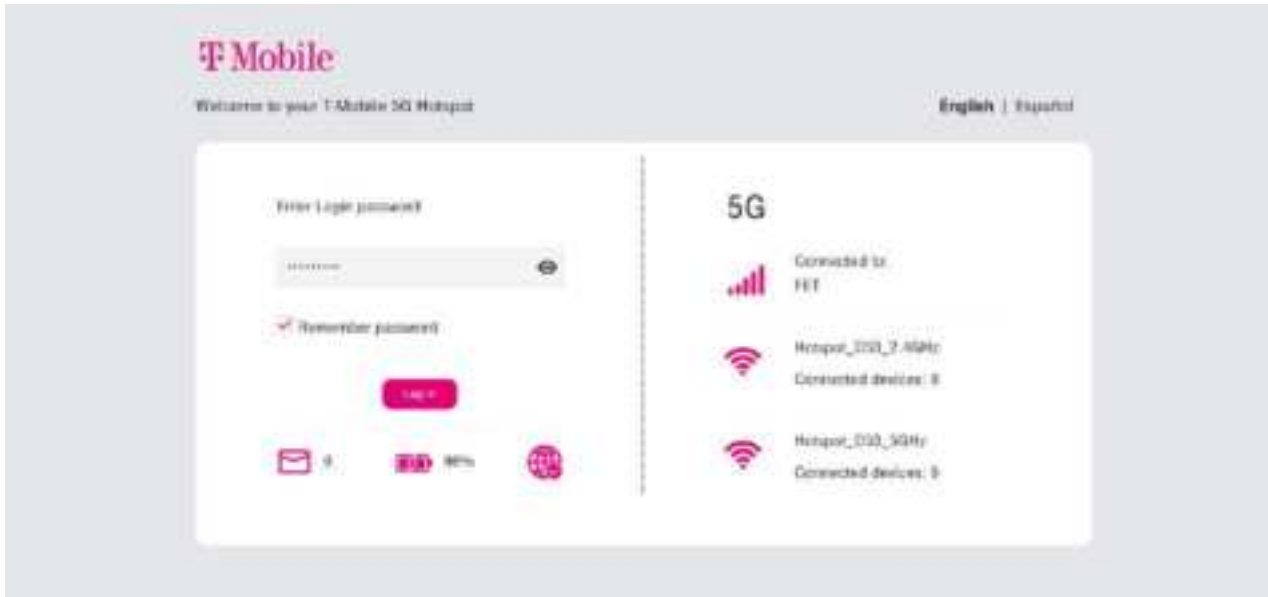 T Mobile
Welcome to your T-Mobile 5G Hotspot
English | Español
Enter Login password
Remember password
Log in
5G
Connected to:
FET
Connected devices: 0
Connected devices: 0